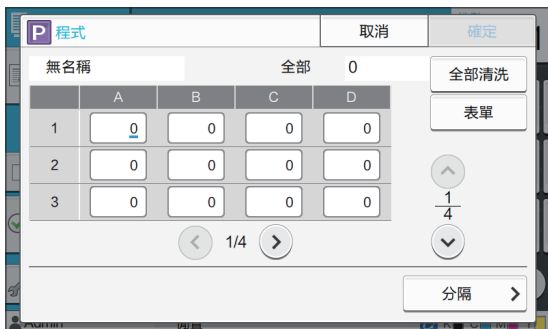 P 程式 取消 確定
無名稱 全部 0 全部清洗
表單
A B C D
1 0 0 0 0
2 0 0 0 0
3 0 0 0 0
1/4
1
4
分隔
Admin K C M Y